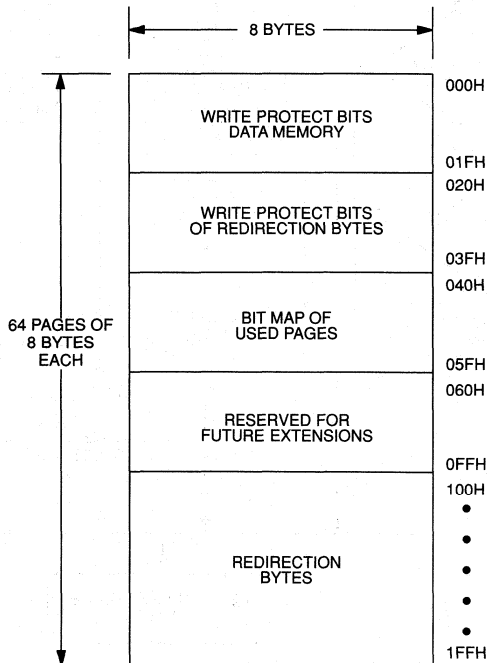 8 BYTES
000H
WRITE PROTECT BITS
DATA MEMORY
01FH
020H
WRITE PROTECT BITS
OF REDIRECTION BYTES
03FH
040H
64 PAGES OF
8 BYTES
EACH
BIT MAP OF
USED PAGES
05FH
060H
RESERVED FOR
FUTURE EXTENSIONS
0FFH
100H
REDIRECTION
BYTES
1FFH